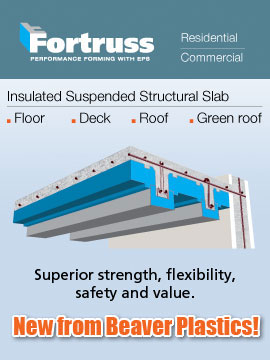 Fortruss
PERFORMANCE FORMING WITH EPS
Residential
Commercial
Insulated Suspended Structural Slab
Floor Deck Roof Green roof
Superior strength, flexibility,
safety and value.
New from Beaver Plastics!